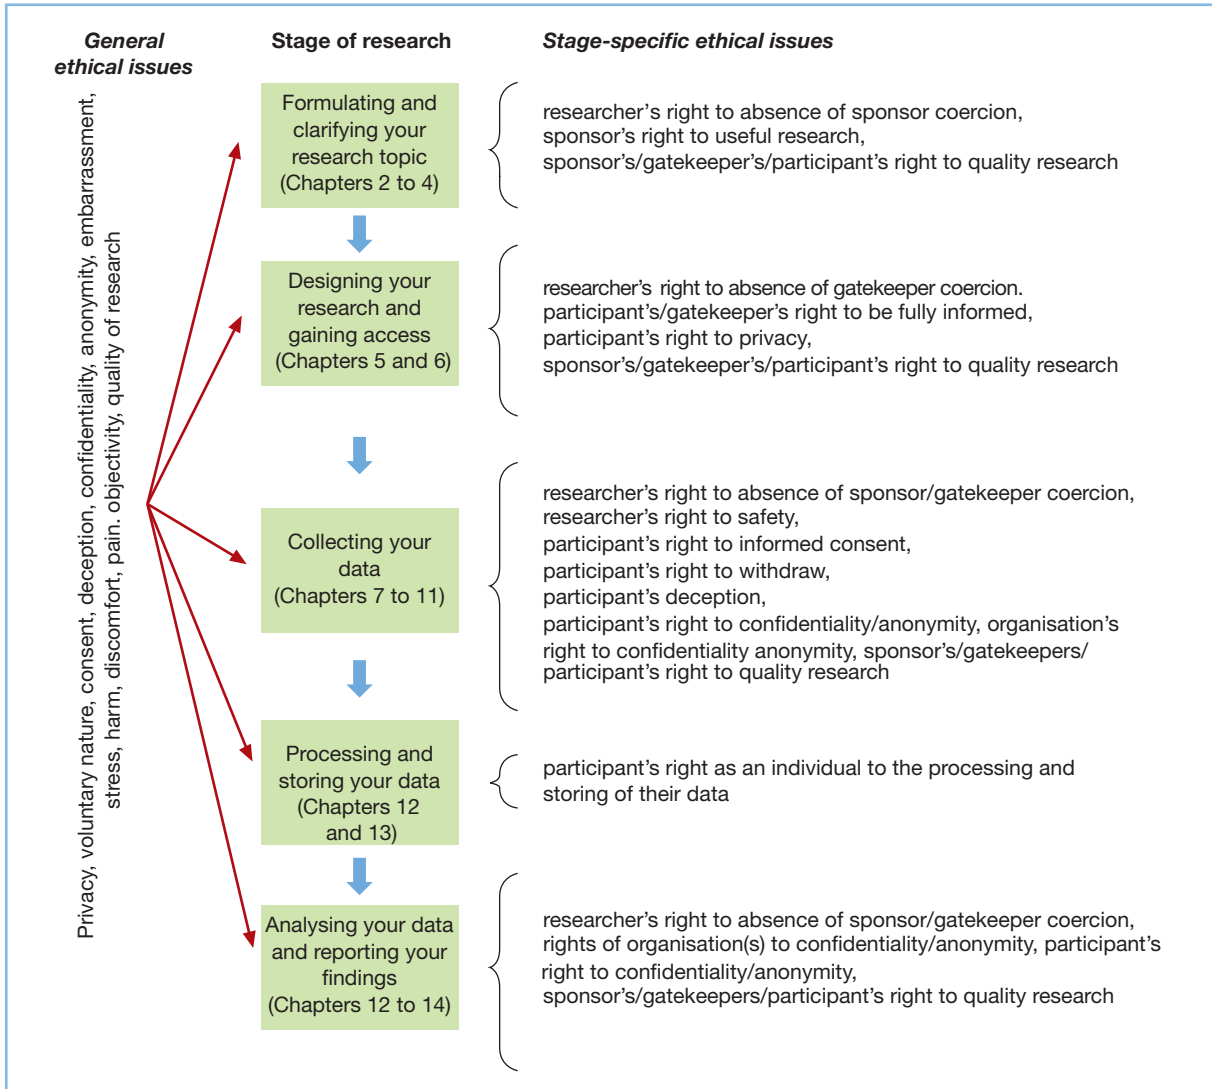 General
ethical issues
Stage of research
Stage-specific ethical issues
Privacy, voluntary nature, consent, deception, confidentiality, anonymity, embarrassment,
stress, harm, discomfort, pain. objectivity, quality of research
Formulating and
clarifying your
research topic
(Chapters 2 to 4)
researcher’s right to absence of sponsor coercion,
sponsor’s right to useful research,
sponsor’s/gatekeeper’s/participant’s right to quality research
Designing your
research and
gaining access
(Chapters 5 and 6)
researcher’s right to absence of gatekeeper coercion.
participant’s/gatekeeper’s right to be fully informed,
participant’s right to privacy,
sponsor’s/gatekeeper’s/participant’s right to quality research
Collecting your
data
(Chapters 7 to 11)
researcher’s right to absence of sponsor/gatekeeper coercion,
researcher’s right to safety,
participant’s right to informed consent,
participant’s right to withdraw,
participant’s deception,
participant’s right to confidentiality/anonymity, organisation’s
right to confidentiality anonymity, sponsor’s/gatekeepers/
participant’s right to quality research
Processing and
storing your data
(Chapters 12
and 13)
participant’s right as an individual to the processing and
storing of their data
Analysing your data
and reporting your
findings
(Chapters 12 to 14)
researcher’s right to absence of sponsor/gatekeeper coercion,
rights of organisation(s) to confidentiality/anonymity, participant’s
right to confidentiality/anonymity,
sponsor’s/gatekeepers/participant’s right to quality research